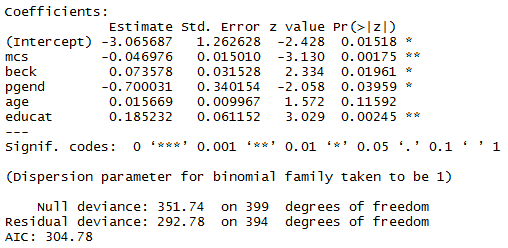 Coefficients:
Estimate Std. Error z value Pr(>|z|)
(Intercept) -3.065687 1.262628 -2.428 0.01518 *
mcs -0.046976 0.015010 -3.130 0.00175 **
beck 0.073578 0.031528 2.334 0.01961 *
pgend -0.700031 0.340154 -2.058 0.03959 *
age 0.015669 0.009967 1.572 0.11592
educat 0.185232 0.061152 3.029 0.00245 **
---
Signif. codes: 0 ‘***’ 0.001 ‘**’ 0.01 ‘*’ 0.05 ‘.’ 0.1 ‘ ’ 1
(Dispersion parameter for binomial family taken to be 1)
Null deviance: 351.74 on 399 degrees of freedom
Residual deviance: 292.78 on 394 degrees of freedom
AIC: 304.78